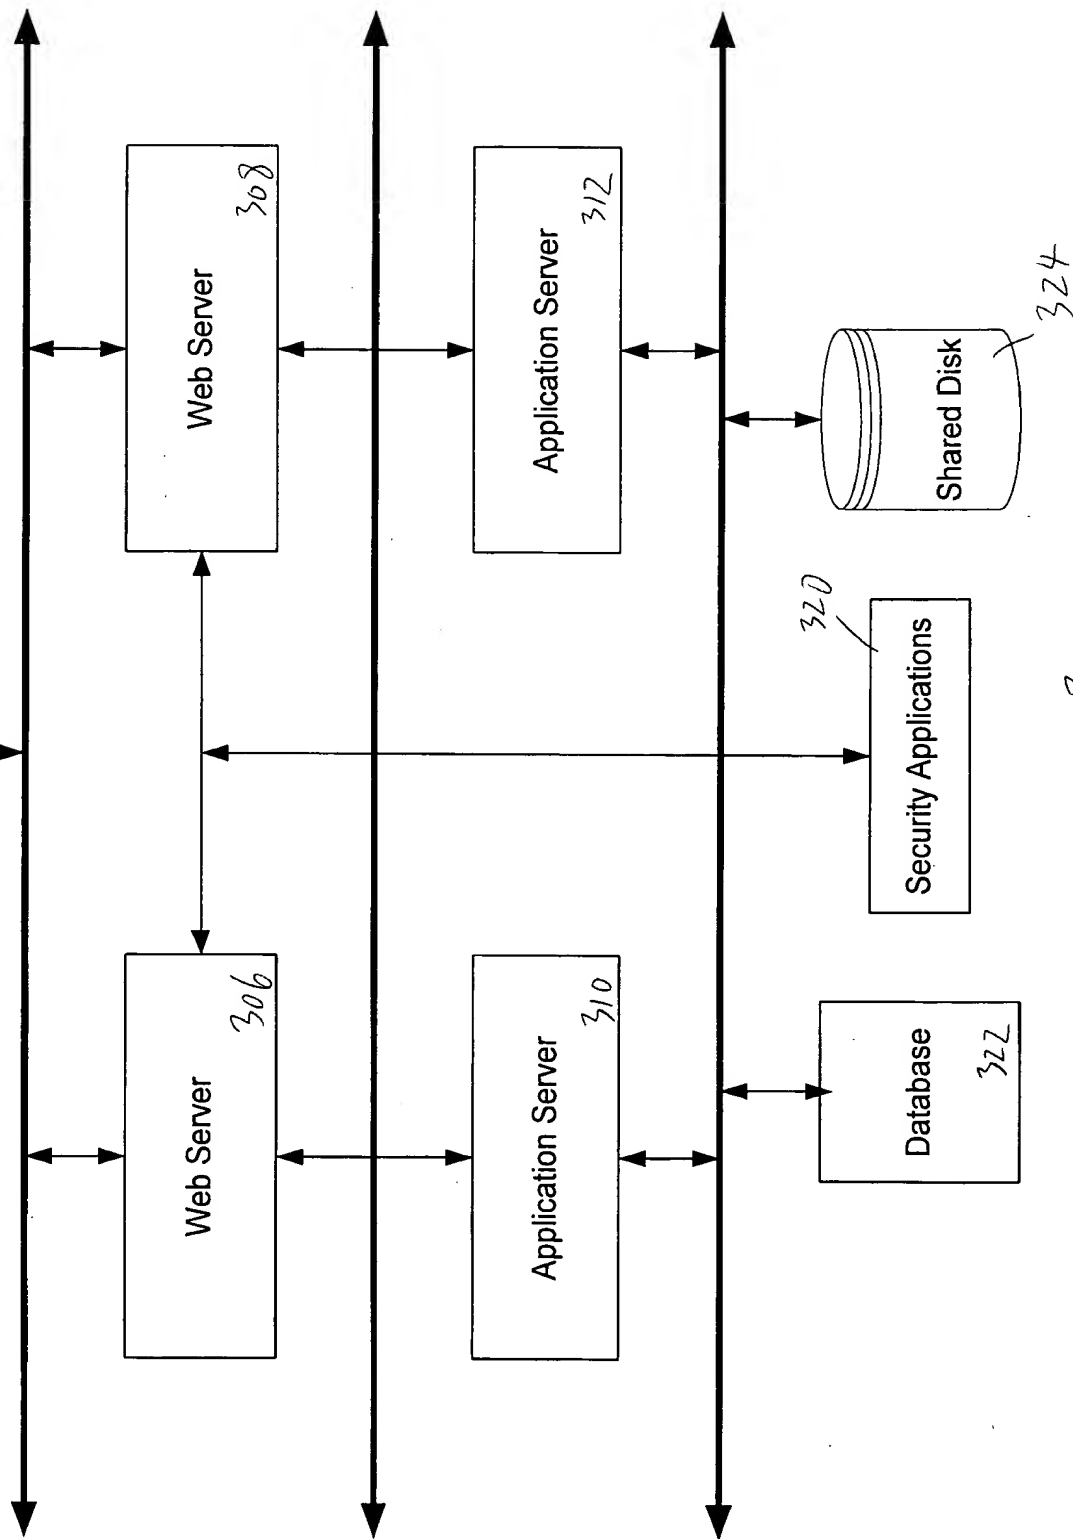 Web Server
306
Web Server
308
Application Server
310
Application Server
312
Database
322
Security Applications
320
Shared Disk
324